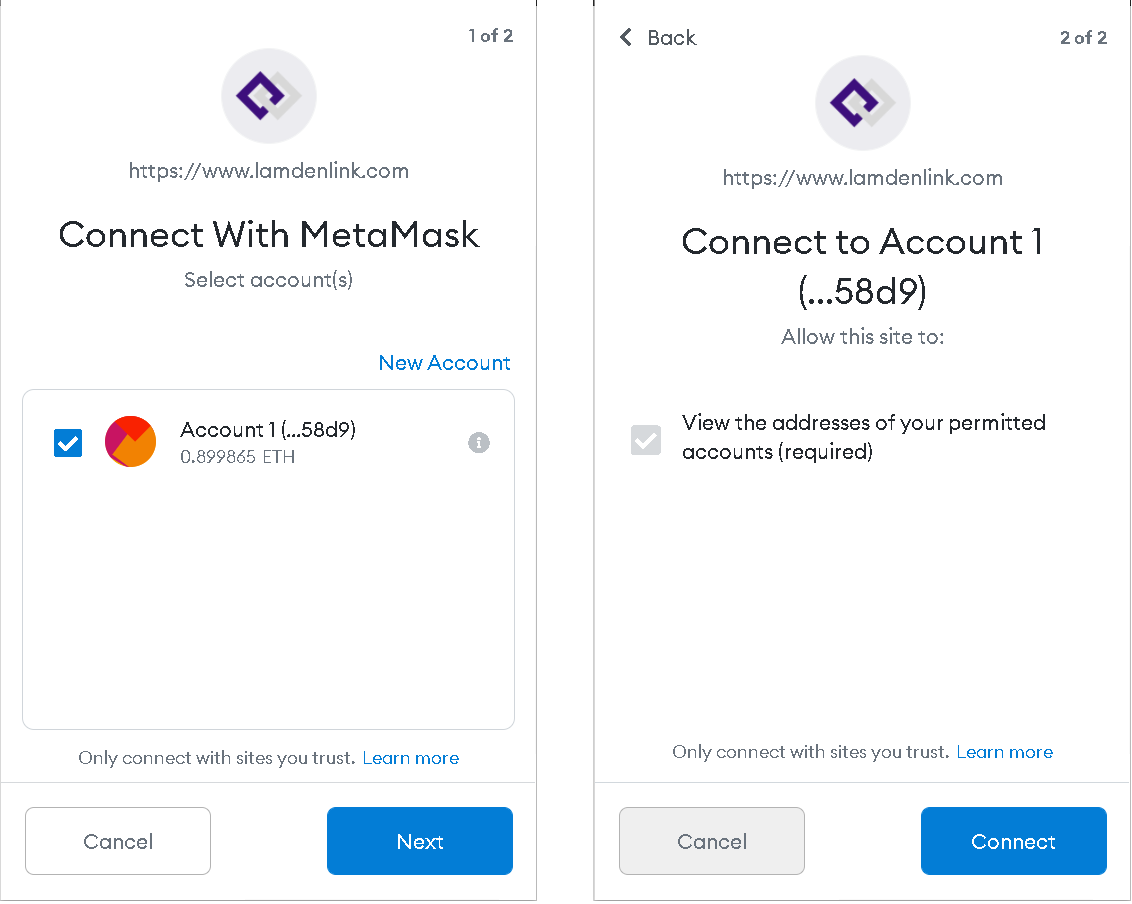 1 of 2
https://www.lamdenlink.com
Connect With MetaMask
Select account(s)
New Account
Account 1 (...58d9)
0.899865 ETH
Only connect with sites you trust. Learn more
Cancel
Next
Back
2 of 2
https://www.lamdenlink.com
Connect to Account 1
(...58d9)
Allow this site to:
View the addresses of your permitted
accounts (required)
Only connect with sites you trust. Learn more
Cancel
Connect